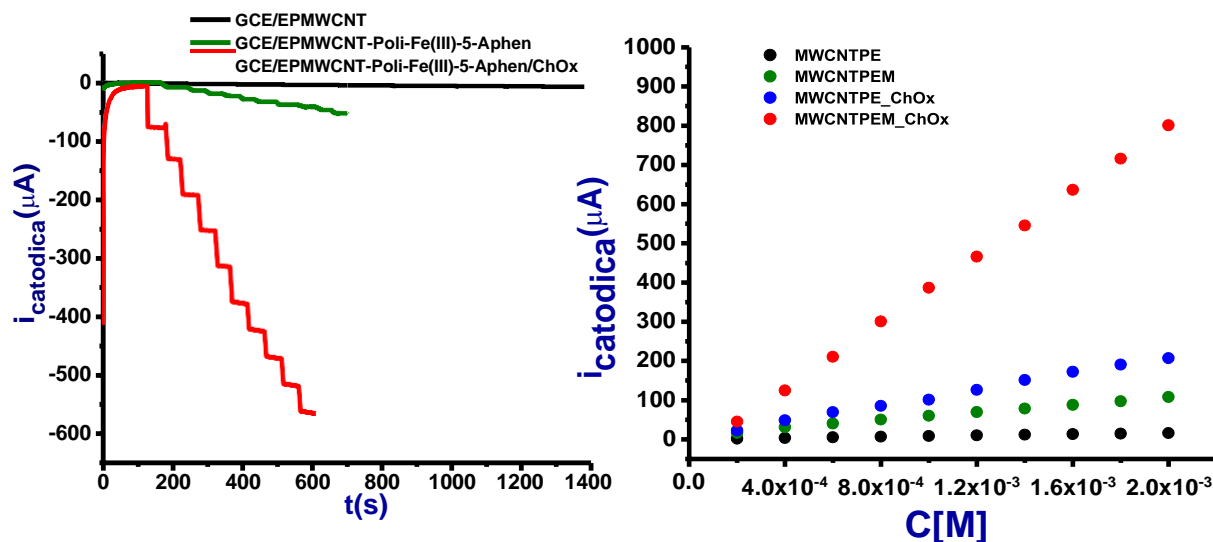 GCE/EPMWCNT
GCE/EPMWCNT-Poli-Fe(III)-5-Aphen
GCE/EPMWCNT-Poli-Fe(III)-5-Aphen/ChOx
0
-100
-200
-300
-400
-500
-600
i catodica(μA)
0 200 400 600 800 1000 1200 1400
t(s)
MWCNTPE
MWCNTPEM
MWCNTPE_ChOx
MWCNTPEM_ChOx
1000
900
800
700
600
500
400
300
200
100
0
i catodica(μA)
0.0 4.0x10⁻⁴ 8.0x10⁻⁴ 1.2x10⁻³ 1.6x10⁻³ 2.0x10⁻³
C[M]